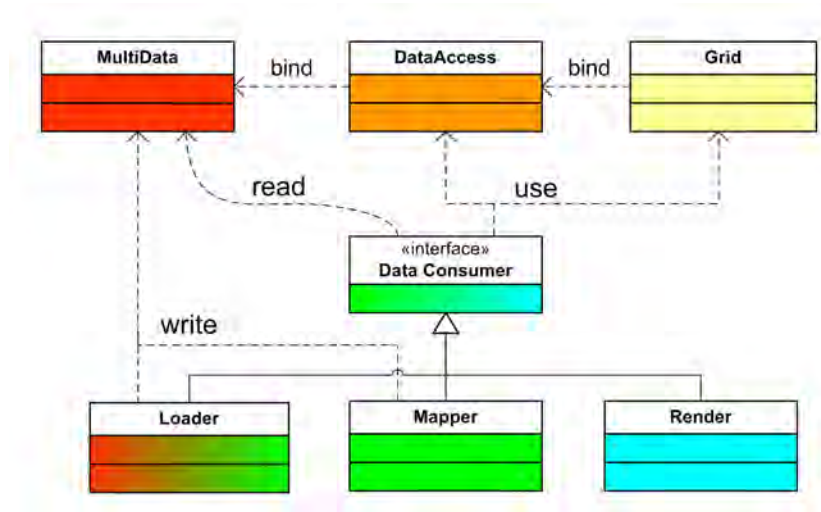 MultiData
bind
DataAccess
bind
Grid
read
use
«interface»
Data Consumer
write
Loader
Mapper
Render